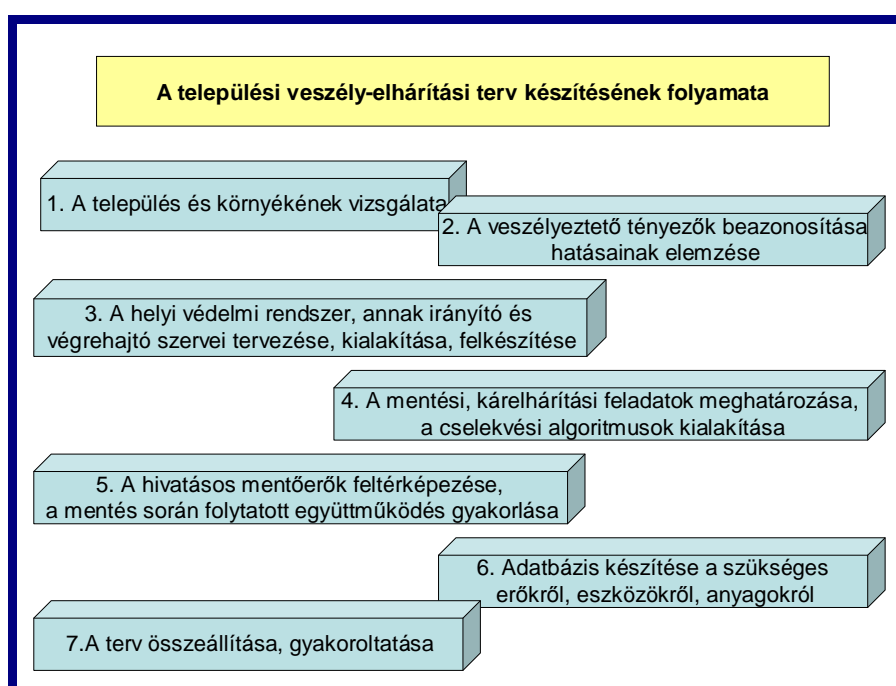 A települési veszély-elhárítási terv készítésének folyamata
1. A település és környékének vizsgálata
2. A veszélyeztető tényezők beazonosítása
hatásainak elemzése
3. A helyi védelmi rendszer, annak irányító és
végrehajtó szervei tervezése, kialakítása, felkészítése
4. A mentési, kárelhárítási feladatok meghatározása,
a cselekvési algoritmusok kialakítása
5. A hivatásos mentőerők feltérképezése,
a mentés során folytatott együttműködés gyakorlása
6. Adatbázis készítése a szükséges
erőkről, eszközökről, anyagokról
7.A terv összeállítása, gyakoroltatása